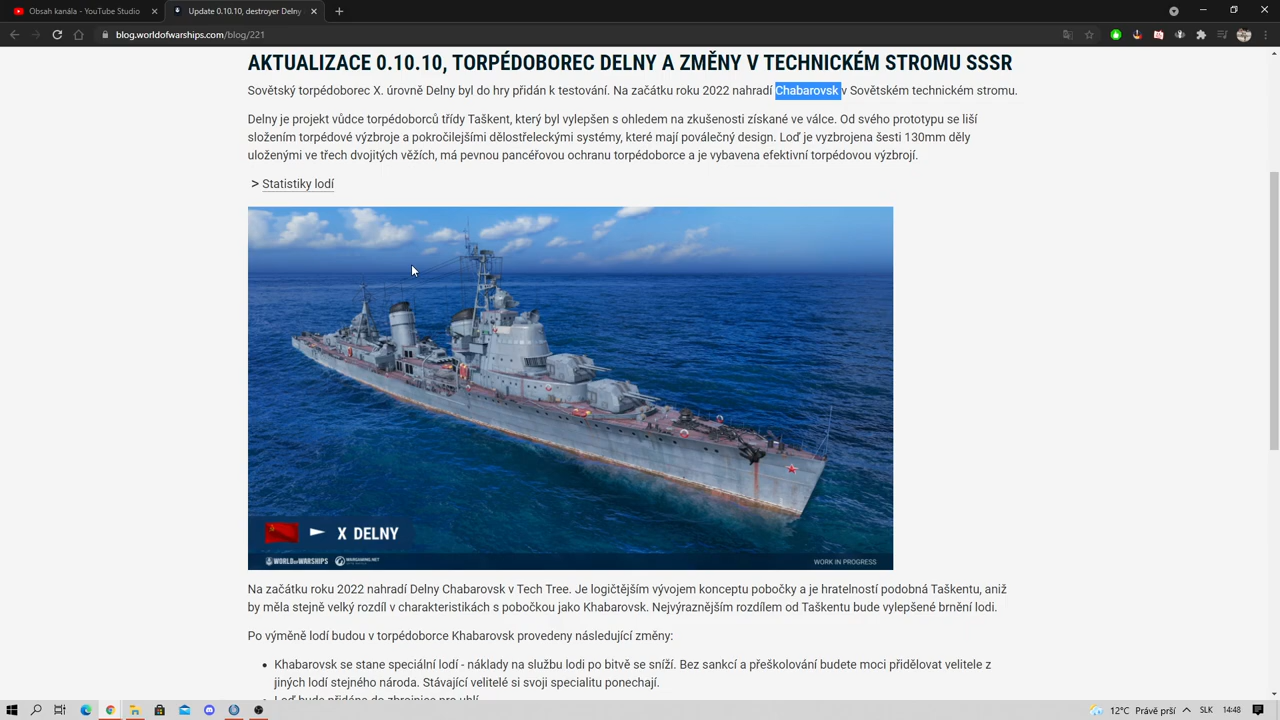 Obsah kanála - YouTube Studio
Update 0.10.10, destroyer Delny
blog.worldofwarships.com/blog/221
AKTUALIZACE 0.10.10, TORPÉDOBOREC DELNY A ZMĚNY V TECHNICKÉM STROMU SSSR
Sovětský torpédoborec X. úrovně Delny byl do hry přidán k testování. Na začátku roku 2022 nahradí Chabarovsk v Sovětském technickém stromu.
Delny je projekt vůdce torpédoborců třídy Taškent, který byl vylepšen s ohledem na zkušenosti získané ve válce. Od svého prototypu se liší
složením torpédové výzbroje a pokročilejšími dělostřeleckými systémy, které mají poválečný design. Loď je vyzbrojena šesti 130mm děly
uloženými ve třech dvojitých věžích, má pevnou pancéřovou ochranu torpédoborce a je vybavena efektivní torpédovou výzbrojí.
> Statistiky lodí
X DELNY
WORLD OF WARSHIPS
WARGAMING.NET
WORK IN PROGRESS
Na začátku roku 2022 nahradí Delny Chabarovsk v Tech Tree. Je logičtějším vývojem konceptu pobočky a je hratelností podobná Taškentu, aniž
by měla stejně velký rozdíl v charakteristikách s pobočkou jako Khabarovsk. Nejvýraznějším rozdílem od Taškentu bude vylepšené brnění lodi.
Po výměně lodí budou v torpédoborce Khabarovsk provedeny následující změny:
• Khabarovsk se stane speciální lodí - náklady na službu lodi po bitvě se sníží. Bez sankcí a přeškolování budete moci přidělovat velitele z
jiných lodí stejného národa. Stávající velitelé si svoji specialitu ponechají.
• Loď bude přidána do zbrojnice pro uhlí.
12°C Petr Právě prší
SLK
14:48